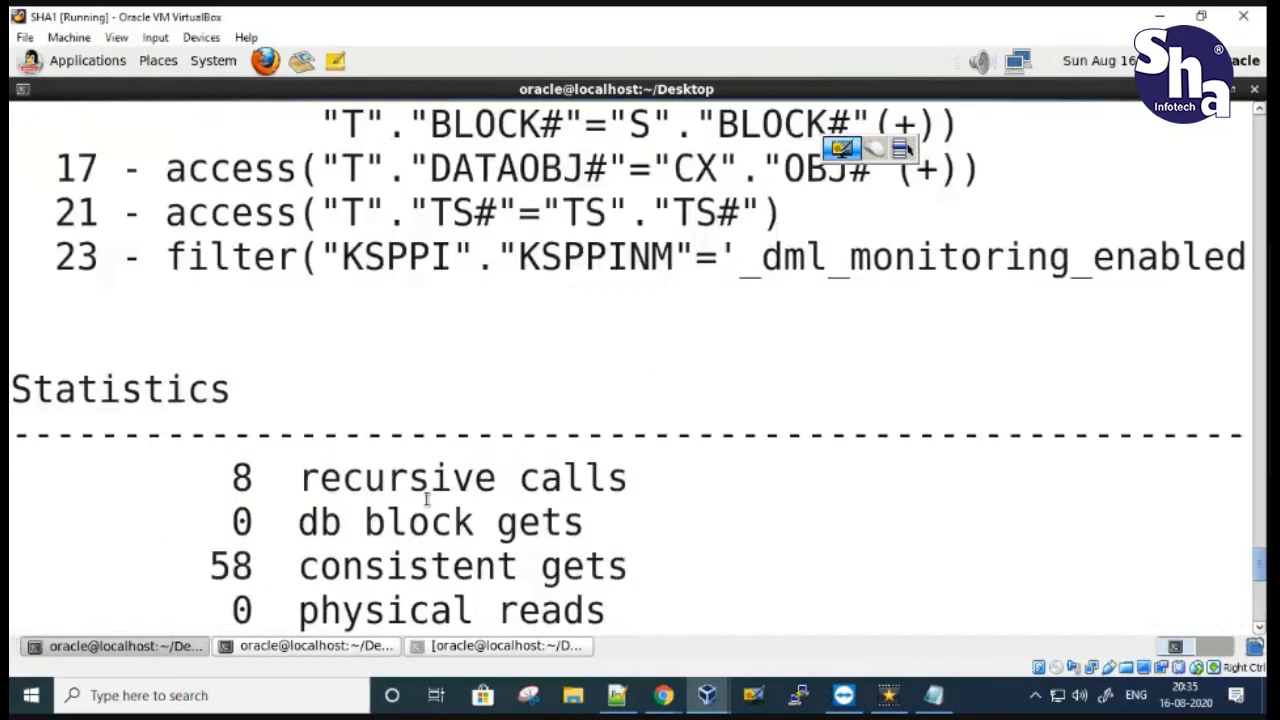 SHA1 [Running] - Oracle VM VirtualBox
File Machine View Input Devices Help
Applications Places System Sun Aug 16 acle
Sha ®
Infotech
oracle@localhost:~/Desktop
"T"."BLOCK#"="S"."BLOCK#"(+))
17 - access("T"."DATAOBJ#"="CX"."OBJ#"(+))
21 - access("T"."TS#"="TS"."TS#")
23 - filter("KSPPI"."KSPPINM"='_dml_monitoring_enabled
Statistics
----------------------------------------------------------
8 recursive calls
0 db block gets
58 consistent gets
0 physical reads
oracle@localhost:~/De... oracle@localhost:~/De... [oracle@localhost:~/D...
Right Ctrl
Type here to search
ENG
20:35
16-08-2020